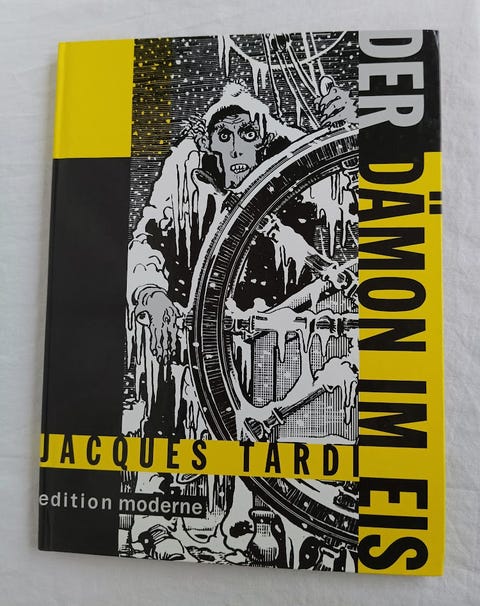 DER DÄMON IM EIS
JACQUES TARDI
edition moderne